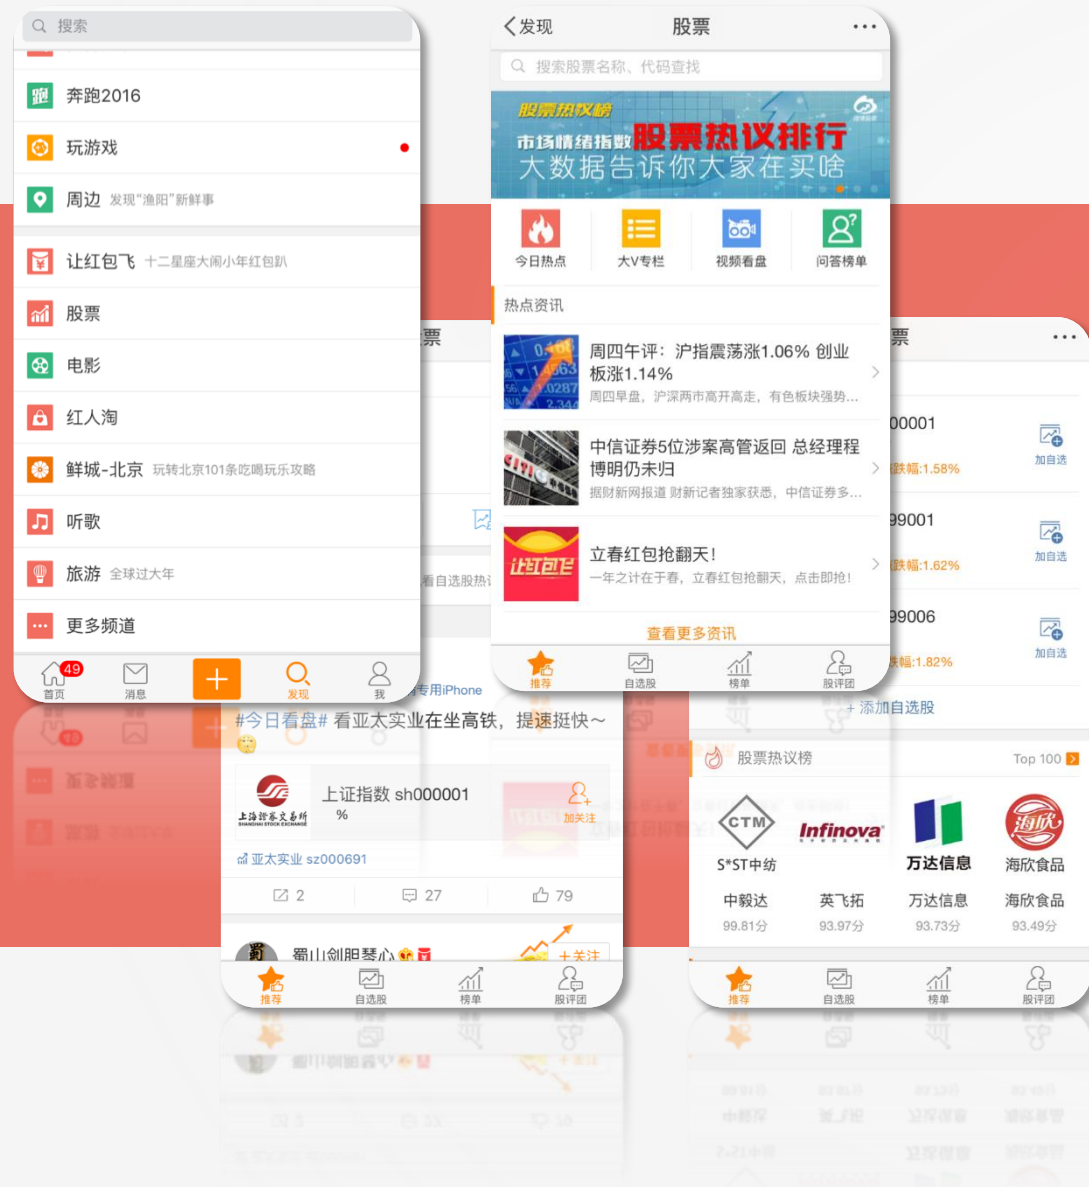 搜索
奔跑2016
玩游戏
周边 发现"渔阳"新鲜事
让红包飞 十二星座大闹小年红包趴
股票
电影
红人淘
鲜城-北京 玩转北京101条吃喝玩乐攻略
听歌
旅游 全球过大年
更多频道
49
首页 消息 发现 我
发现 股票
搜索股票名称、代码查找
股票热议榜
市场情绪指数 股票热议排行
大数据告诉你大家在买啥
今日热点 大V专栏 视频看盘 问答榜单
热点资讯
周四午评：沪指震荡涨1.06% 创业
板涨1.14%
周四早盘，沪深两市高开高走，有色板块强势...
中信证券5位涉案高管返回 总经理程
博明仍未归
据财新网报道 财新记者独家获悉，中信证券多...
让红包飞
立春红包抢翻天！
一年之计在于春，立春红包抢翻天，点击即抢！
查看更多资讯
推荐 自选股 榜单 股评团
票
看自选股热
专用iPhone
#今日看盘# 看亚太实业在坐高铁，提速挺快～
上海證券交易所
SHANGHAI STOCK EXCHANGE
上证指数 sh000001
%
加关注
亚太实业 sz000691
2 27 79
蜀
蜀山剑胆琴心
+关注
推荐 自选股 榜单 股评团
票
00001
跌幅:1.58%
加自选
99001
跌幅:1.62%
加自选
99006
幅:1.82%
加自选
+ 添加自选股
股票热议榜 Top 100
CTM
S*ST中纺
Infinova
万达信息
海欣
海欣食品
中毅达 英飞拓 万达信息 海欣食品
99.81分 93.97分 93.73分 93.49分
推荐 自选股 榜单 股评团